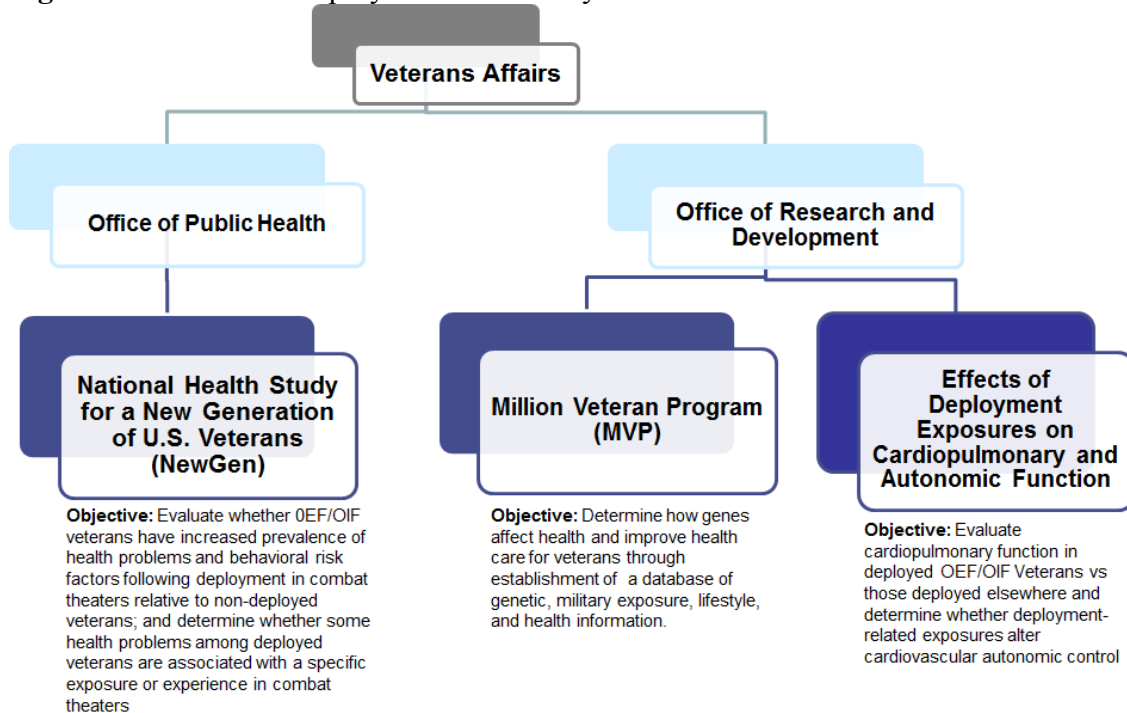 Veterans Affairs
Office of Public Health
Office of Research and
Development
National Health Study
for a New Generation
of U.S. Veterans
(NewGen)
Objective: Evaluate whether 0EF/OIF
veterans have increased prevalence of
health problems and behavioral risk
factors following deployment in combat
theaters relative to non-deployed
veterans; and determine whether some
health problems among deployed
veterans are associated with a specific
exposure or experience in combat
theaters
Million Veteran Program
(MVP)
Objective: Determine how genes
affect health and improve health
care for veterans through
establishment of a database of
genetic, military exposure, lifestyle,
and health information.
Effects of
Deployment
Exposures on
Cardiopulmonary and
Autonomic Function
Objective: Evaluate
cardiopulmonary function in
deployed OEF/OIF Veterans vs
those deployed elsewhere and
determine whether deployment-
related exposures alter
cardiovascular autonomic control